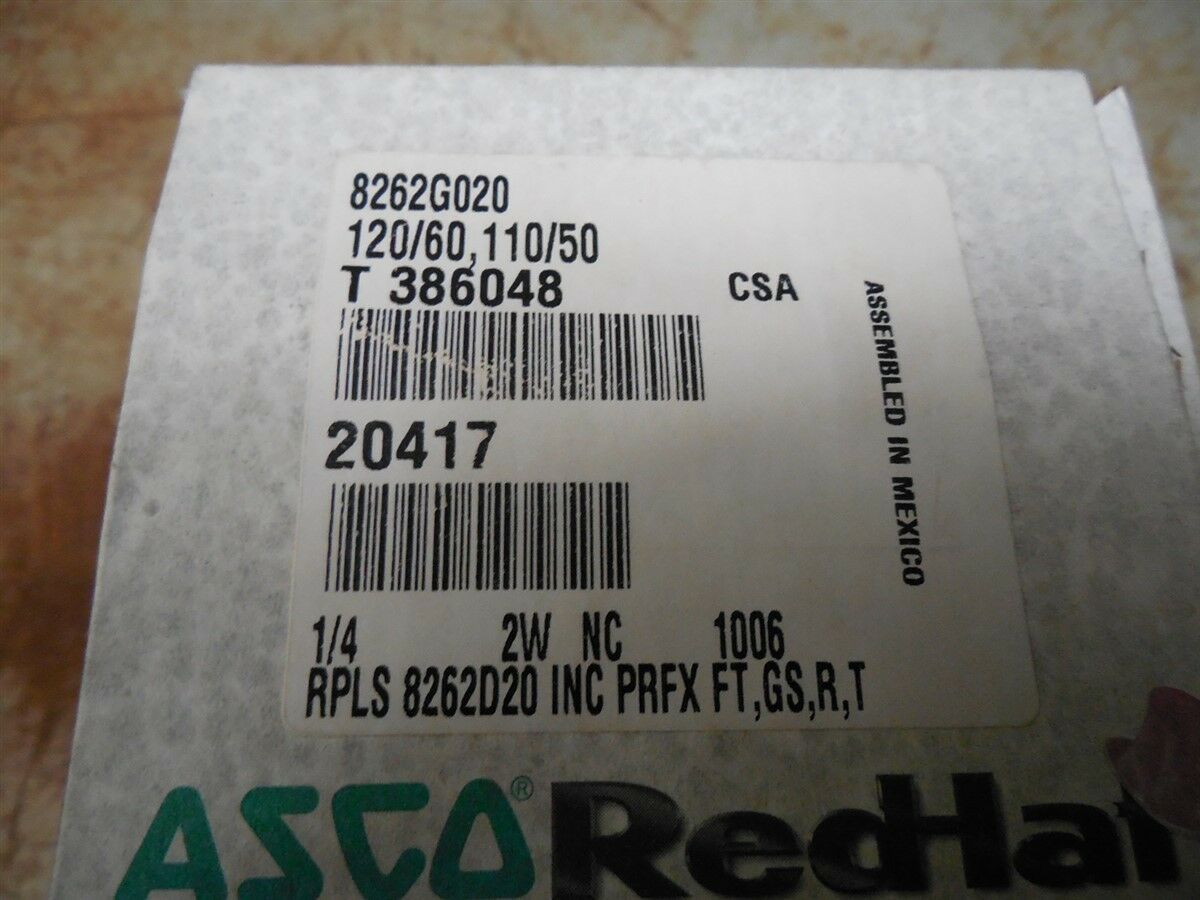 8262G020
120/60,110/50
T 386048
CSA
20417
1/4 2W NC 1006
RPLS 8262D20 INC PRFX FT,GS,R,T
ASSEMBLED IN MEXICO
ASCO® RedHat